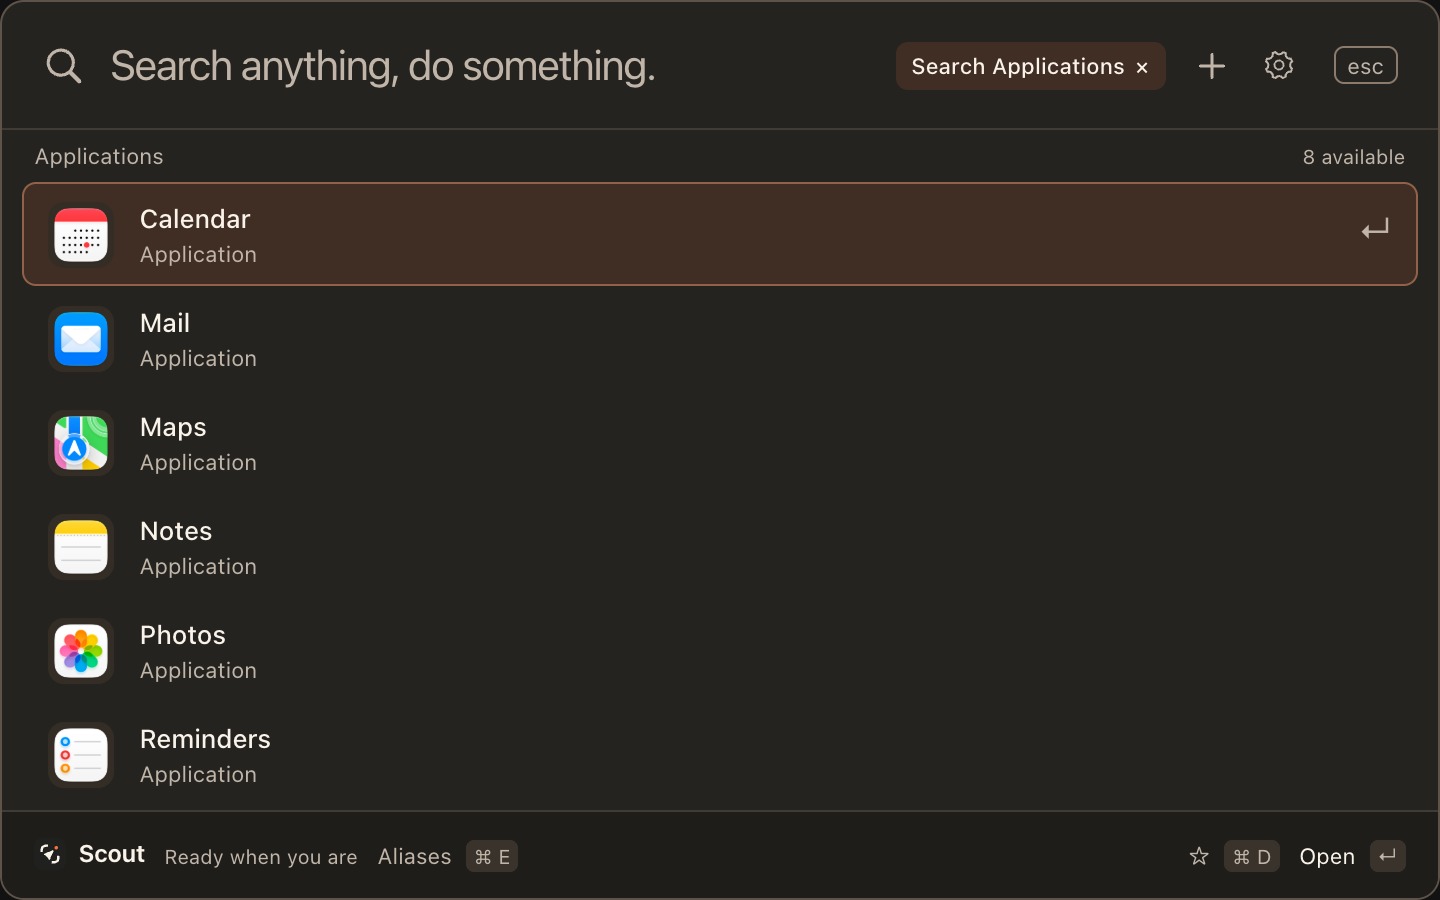 Search anything, do something.
Search Applications ×
esc
Applications
8 available
Calendar
Application
Mail
Application
Maps
Application
Notes
Application
Photos
Application
Reminders
Application
Scout Ready when you are Aliases ⌘ E
⌘ D Open